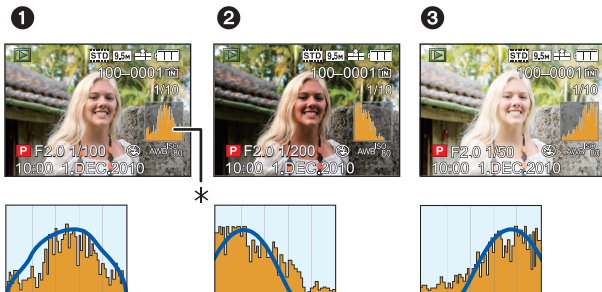 1
2
3
STD 9.5M
100–0001 IN
1/10
P F2.0 1/100
AWB ISO 80
10:00 1.DEC.2010
STD 9.5M
100–0001 IN
1/10
P F2.0 1/200
AWB ISO 80
10:00 1.DEC.2010
STD 9.5M
100–0001 IN
1/10
P F2.0 1/50
AWB ISO 80
10:00 1.DEC.2010
*